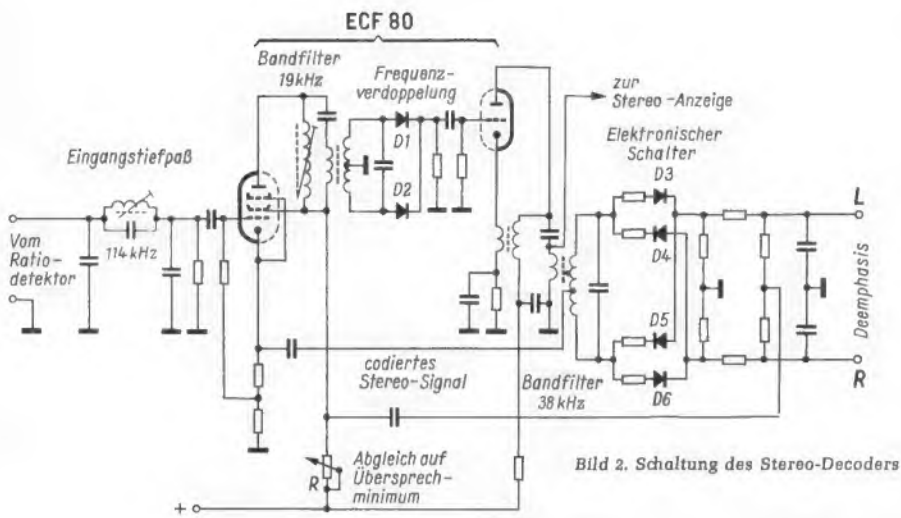 ECF 80
Bandfilter
19 kHz
Frequenz-
verdoppelung
zur
Stereo-Anzeige
Elektronischer
Schalter
D1
D2
D3
D4
D5
D6
Eingangstiefpaß
114 kHz
Vom
Ratio-
detektor
L
R
Deemphasis
codiertes
Stereo-Signal
Bandfilter
38 kHz
R
Abgleich auf
Übersprech-
minimum
+
Bild 2. Schaltung des Stereo-Decoders